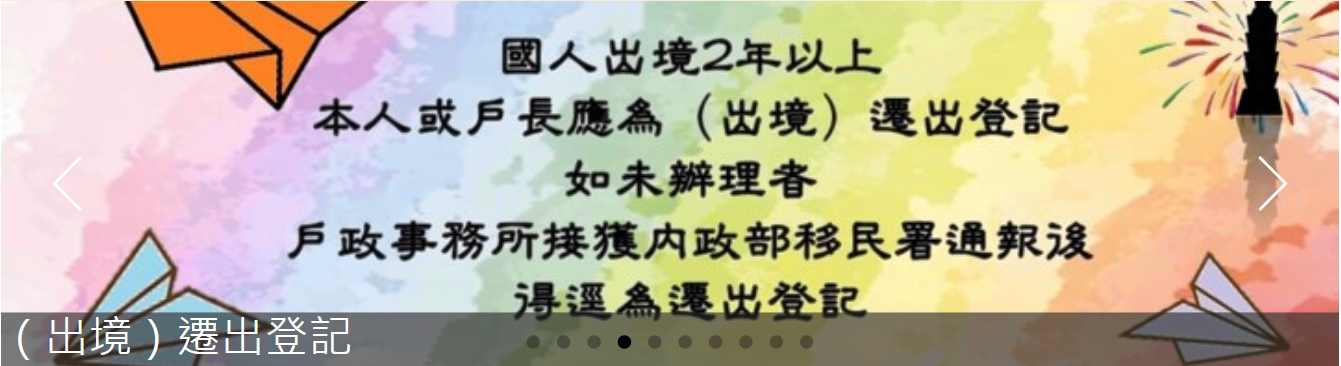 國人出境2年以上
本人或戶長應為（出境）遷出登記
如未辦理者
戶政事務所接獲內政部移民署通報後
得逕為遷出登記
（出境）遷出登記